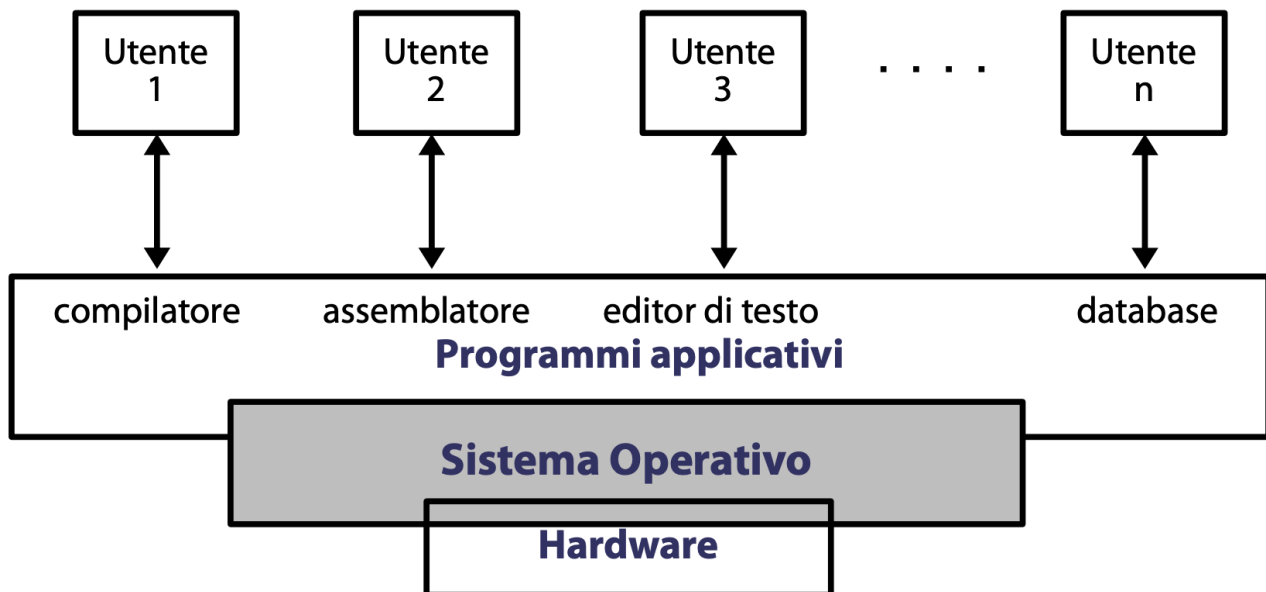 Utente
1
Utente
2
Utente
3
. . . .
Utente
n
compilatore
assemblatore
editor di testo
database
Programmi applicativi
Sistema Operativo
Hardware